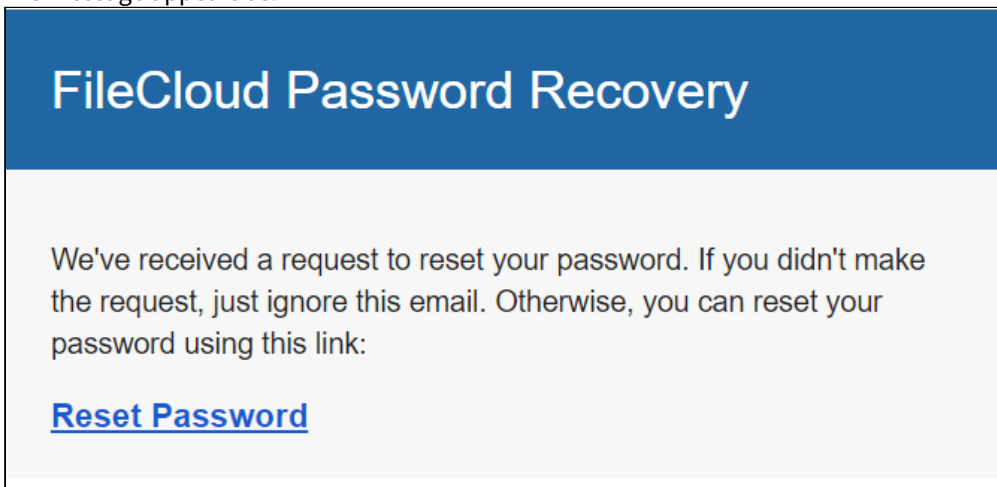 FileCloud Password Recovery
We've received a request to reset your password. If you didn't make
the request, just ignore this email. Otherwise, you can reset your
password using this link:
Reset Password